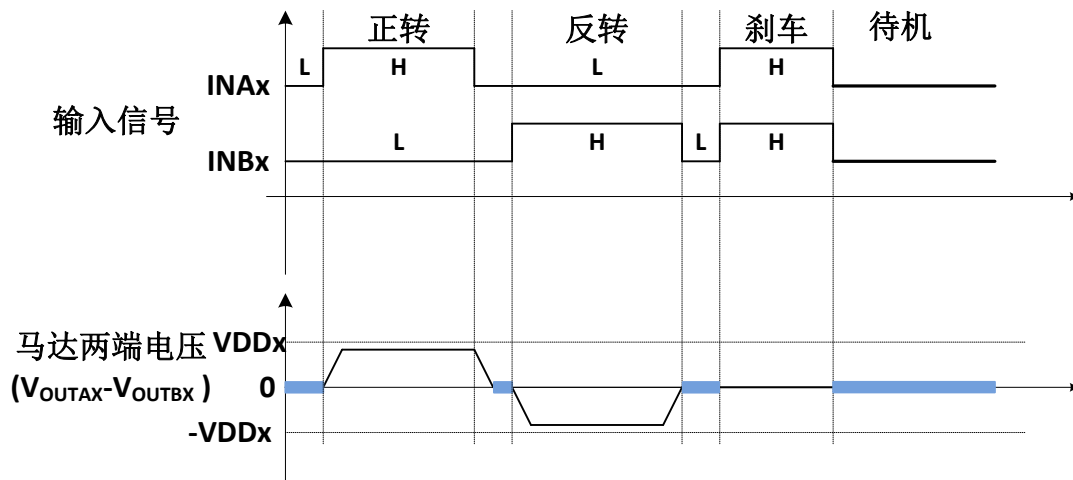 正转 反转 刹车 待机
L H L H
INAx
输入信号
L H L H
INBx
马达两端电压 VDDx
(VOUTAX-VOUTBX ) 0
-VDDx